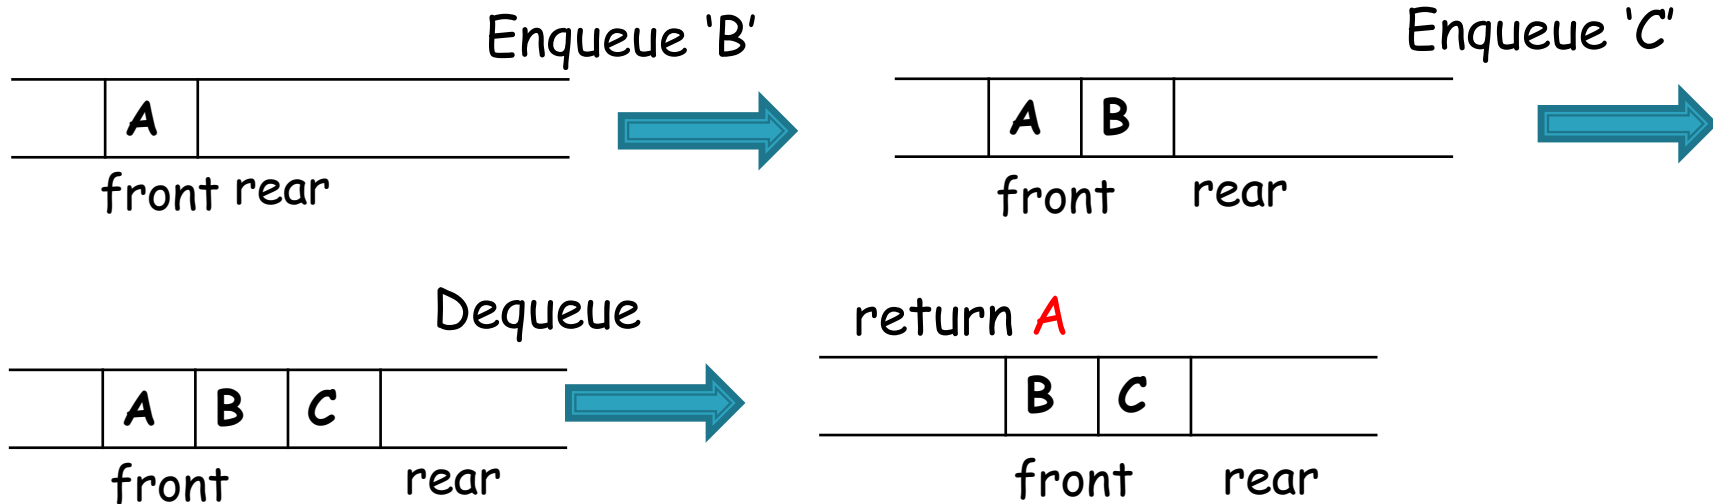 Enqueue ‘B’
Enqueue ‘C’
A
A B
front rear
front rear
Dequeue
return A
A B C
B C
front rear
front rear